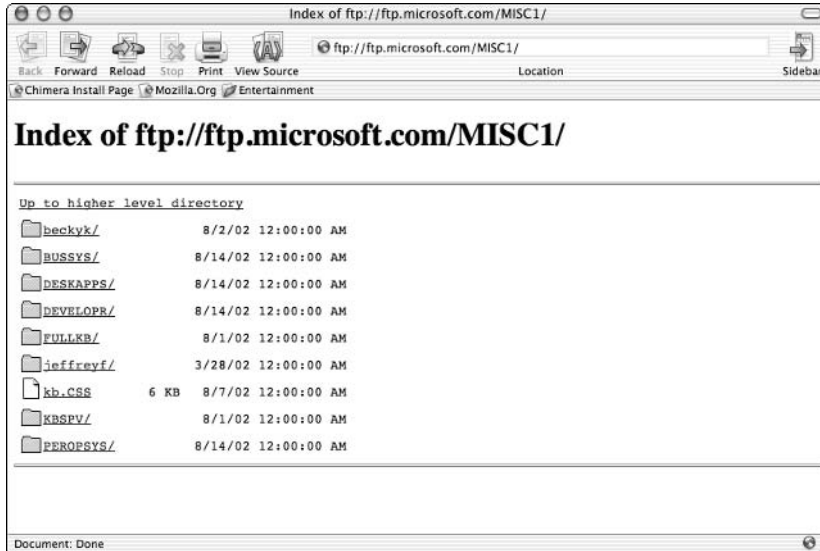 Index of ftp://ftp.microsoft.com/MISC1/
Back Forward Reload Stop Print View Source
ftp://ftp.microsoft.com/MISC1/
Location
Sidebar
Chimera Install Page Mozilla.Org Entertainment
Index of ftp://ftp.microsoft.com/MISC1/
Up to higher level directory
beckyk/ 8/2/02 12:00:00 AM
BUSSYS/ 8/14/02 12:00:00 AM
DESKAPPS/ 8/14/02 12:00:00 AM
DEVELOPR/ 8/14/02 12:00:00 AM
FULLKB/ 8/1/02 12:00:00 AM
jeffreyf/ 3/28/02 12:00:00 AM
kb.CSS 6 KB 8/7/02 12:00:00 AM
KBSPV/ 8/1/02 12:00:00 AM
PEROPSYS/ 8/14/02 12:00:00 AM
Document: Done